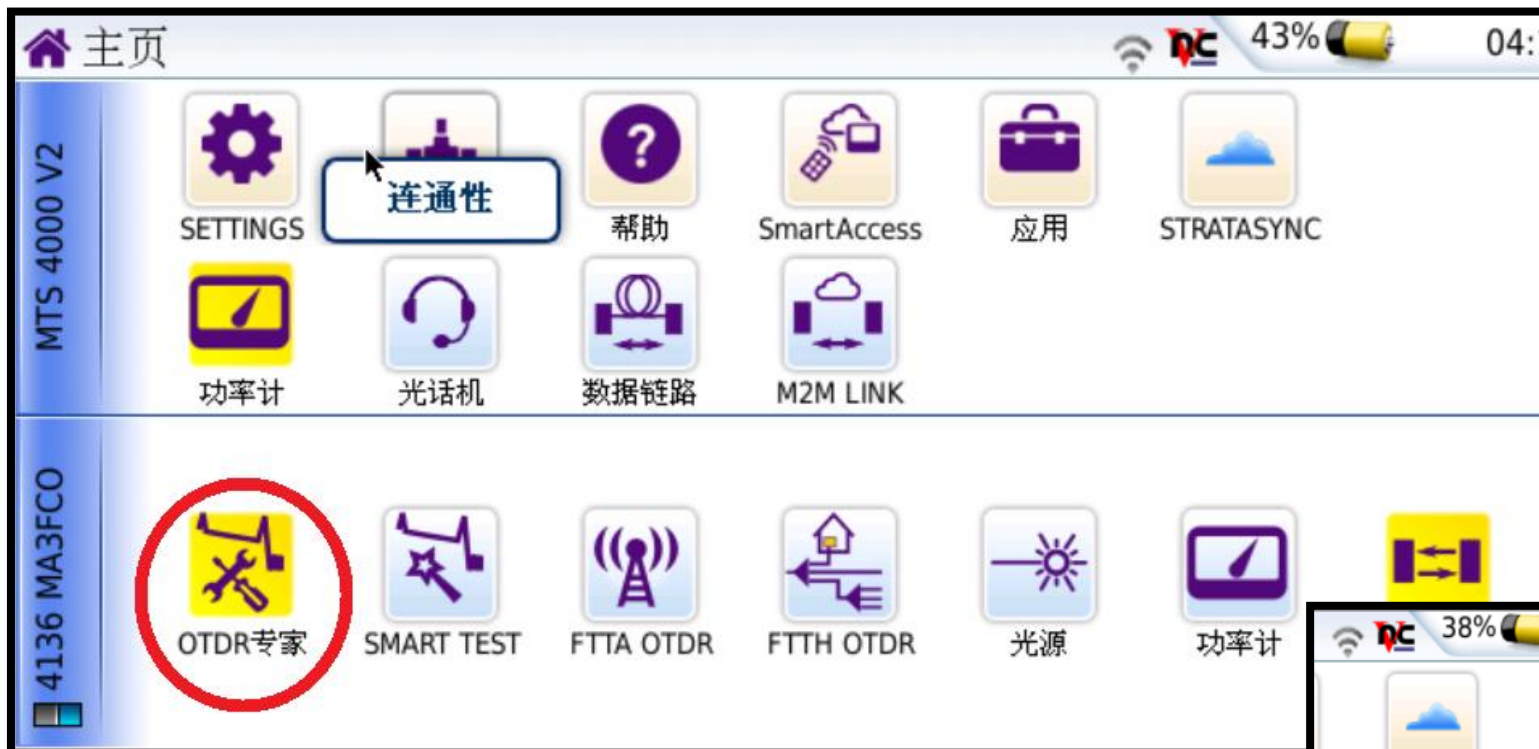 主页
43%
04:
MTS 4000 V2
SETTINGS
连通性
?
帮助
SmartAccess
应用
STRATASYNC
功率计
光话机
数据链路
M2M LINK
4136 MA3FCO
OTDR专家
SMART TEST
FTTA OTDR
FTTH OTDR
光源
功率计
38%